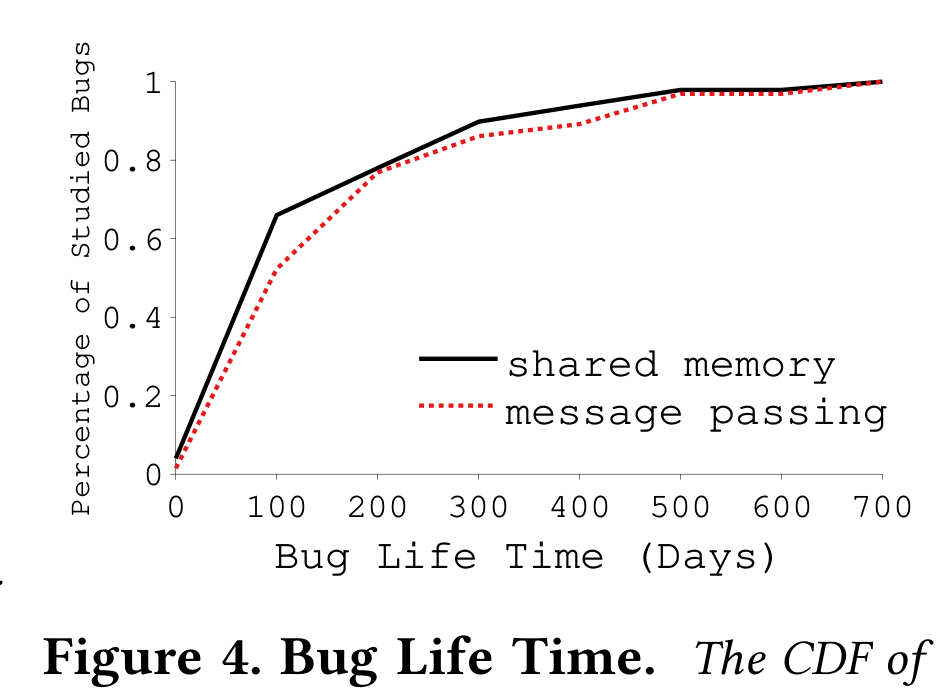 Percentage of Studied Bugs
1
0.8
0.6
0.4
0.2
0
shared memory
message passing
0 100 200 300 400 500 600 700
Bug Life Time (Days)
Figure 4. Bug Life Time. The CDF of